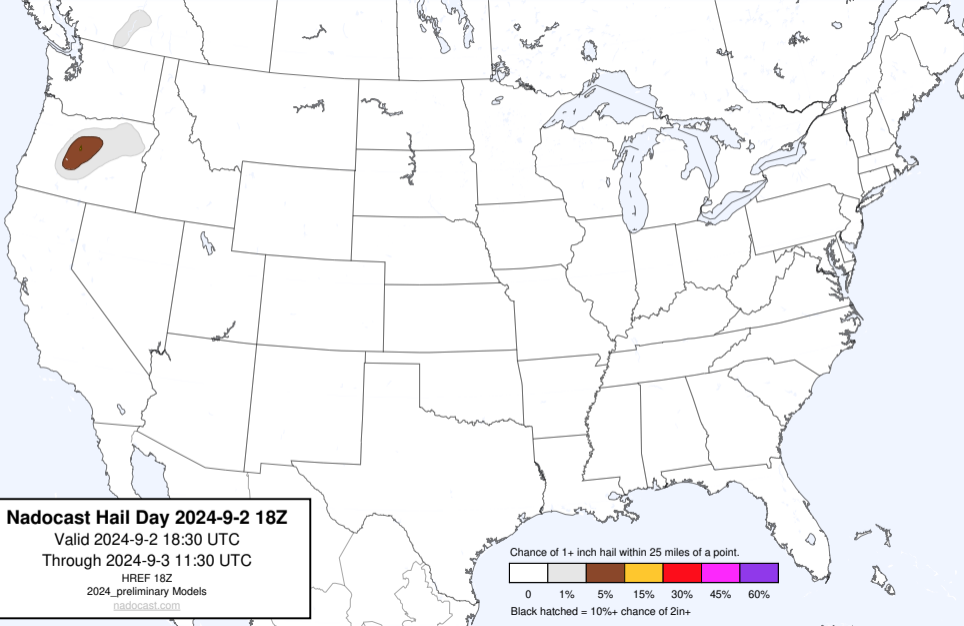 Nadocast Hail Day 2024-9-2 18Z
Valid 2024-9-2 18:30 UTC
Through 2024-9-3 11:30 UTC
HREF 18Z
2024_preliminary Models
nadocast.com
Chance of 1+ inch hail within 25 miles of a point.
0 1% 5% 15% 30% 45% 60%
Black hatched = 10%+ chance of 2in+